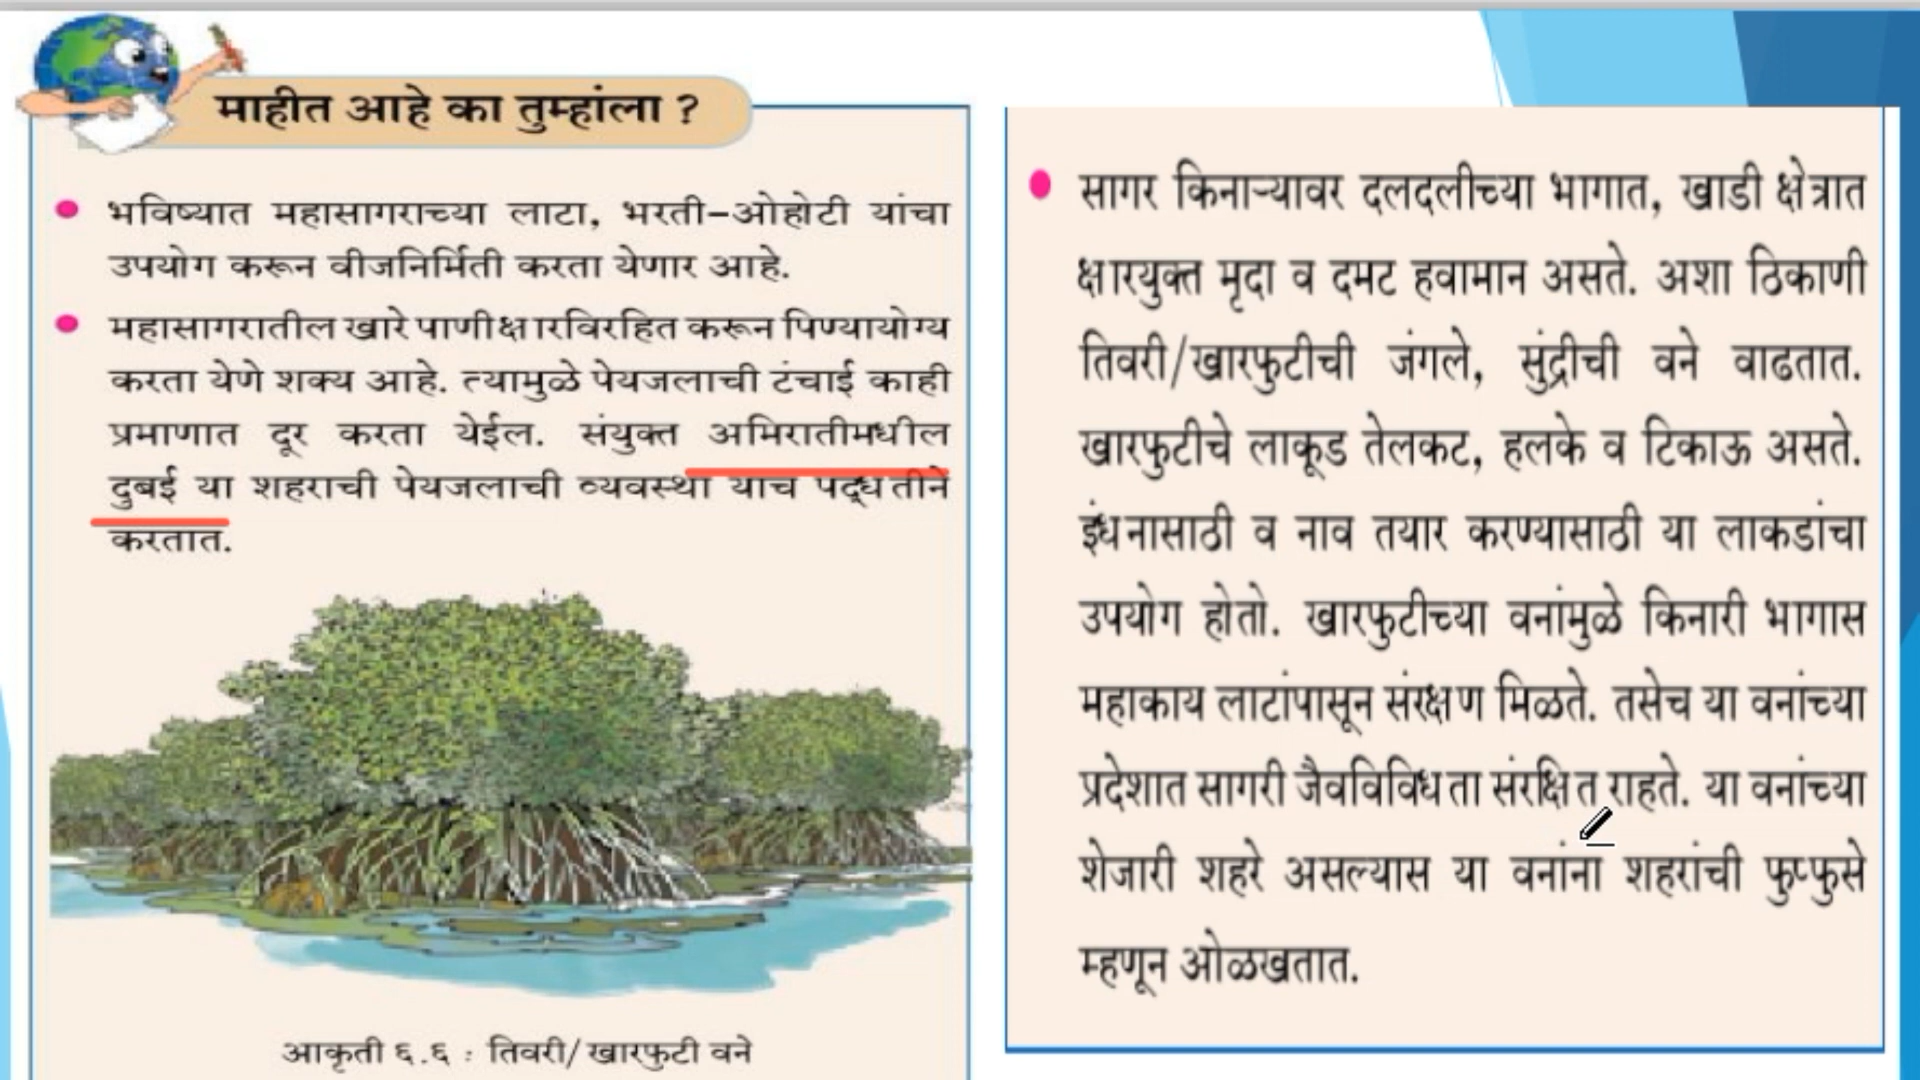 माहीत आहे का तुम्हांला ?
भविष्यात महासागराच्या लाटा, भरती-ओहोटी यांचा
उपयोग करून वीजनिर्मिती करता येणार आहे.
महासागरातील खारे पाणी क्षारविरहित करून पिण्यायोग्य
करता येणे शक्य आहे. त्यामुळे पेयजलाची टंचाई काही
प्रमाणात दूर करता येईल. संयुक्त अमिरातीमधील
दुबई या शहराची पेयजलाची व्यवस्था याच पद्धतीने
करतात.
आकृती ६.६ : तिवरी/खारफुटी वने
सागर किनाऱ्यावर दलदलीच्या भागात, खाडी क्षेत्रात
क्षारयुक्त मृदा व दमट हवामान असते. अशा ठिकाणी
तिवरी/खारफुटीची जंगले, सुंद्रीची वने वाढतात.
खारफुटीचे लाकूड तेलकट, हलके व टिकाऊ असते.
इंधनासाठी व नाव तयार करण्यासाठी या लाकडांचा
उपयोग होतो. खारफुटीच्या वनांमुळे किनारी भागास
महाकाय लाटांपासून संरक्षण मिळते. तसेच या वनांच्या
प्रदेशात सागरी जैवविविधता संरक्षित राहते. या वनांच्या
शेजारी शहरे असल्यास या वनांना शहरांची फुप्फुसे
म्हणून ओळखतात.